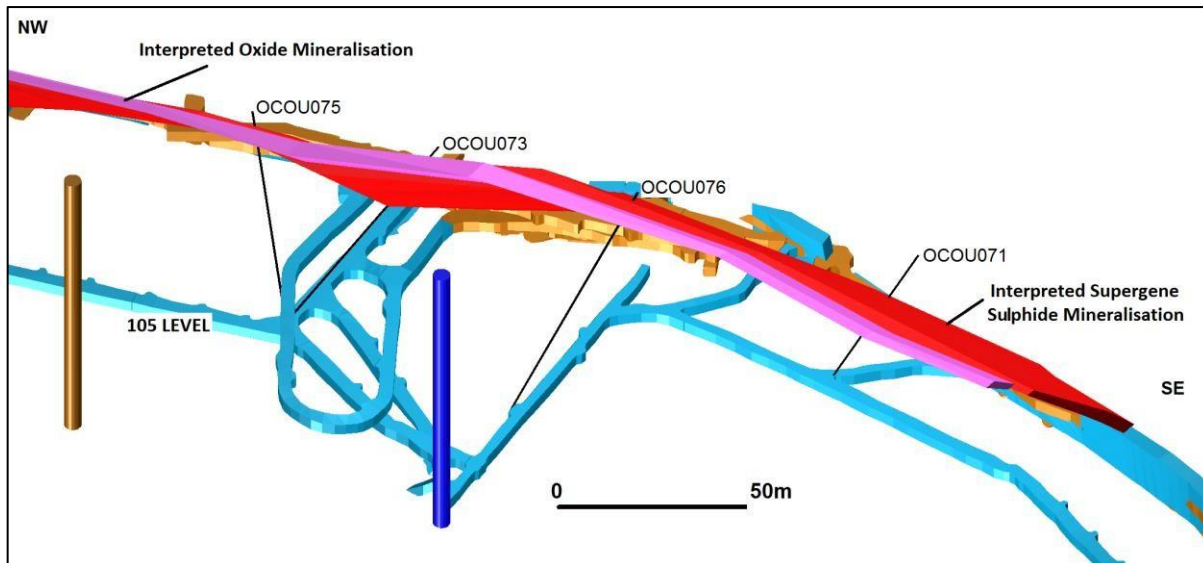 NW
Interpreted Oxide Mineralisation
OCOU075
OCOU073
OCOU076
OCOU071
Interpreted Supergene
Sulphide Mineralisation
105 LEVEL
SE
0 50m